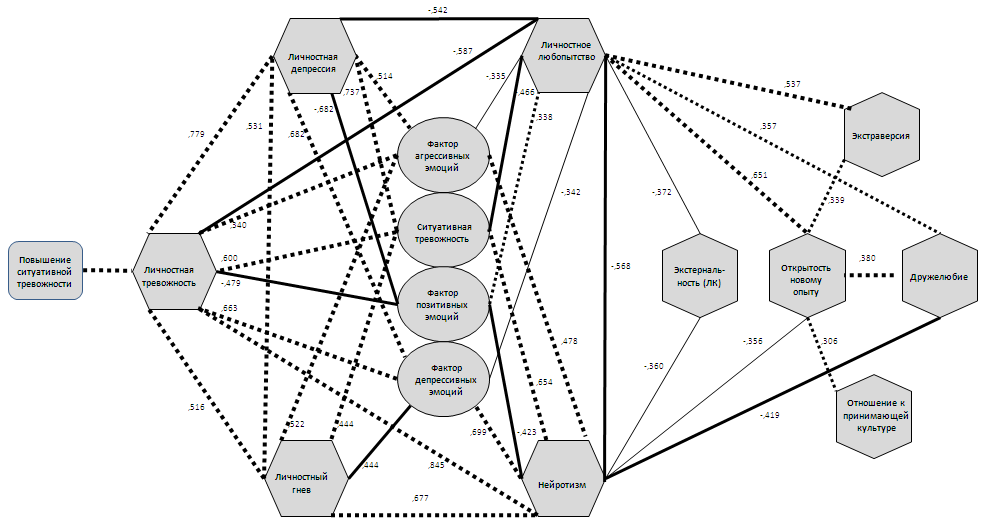 -,542
Личностная
депрессия
Личностное
любопытство
-,587
,514
-,335
,737
,466
-,682
,338
,537
Экстраверсия
,779
,531
,682
,357
Фактор
агрессивных
эмоций
,651
-,342
-,372
,339
,340
Ситуативная
тревожность
Повышение
ситуативной
тревожности
Личностная
тревожность
,600
-,479
,663
Фактор
позитивных
эмоций
-,568
Экстерналь-
ность (ЛК)
Открытость
новому
опыту
,380
Дружелюбие
-,356
,306
,478
-,360
Фактор
депрессивных
эмоций
,654
,516
,522
,444
,699
-,423
Отношение к
принимающей
культуре
-,419
,444
,845
Личностный
гнев
Нейротизм
,677